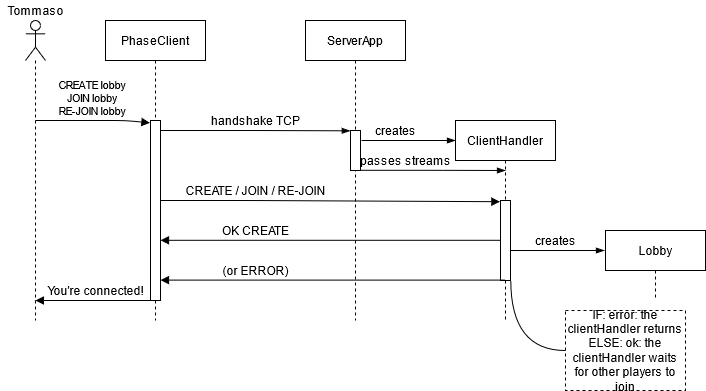 Tommaso
PhaseClient
ServerApp
CREATE lobby
JOIN lobby
RE-JOIN lobby
handshake TCP
creates
ClientHandler
passes streams
CREATE / JOIN / RE-JOIN
OK CREATE
creates
Lobby
(or ERROR)
You're connected!
IF: error: the
clientHandler returns
ELSE: ok: the
clientHandler waits
for other players to
join